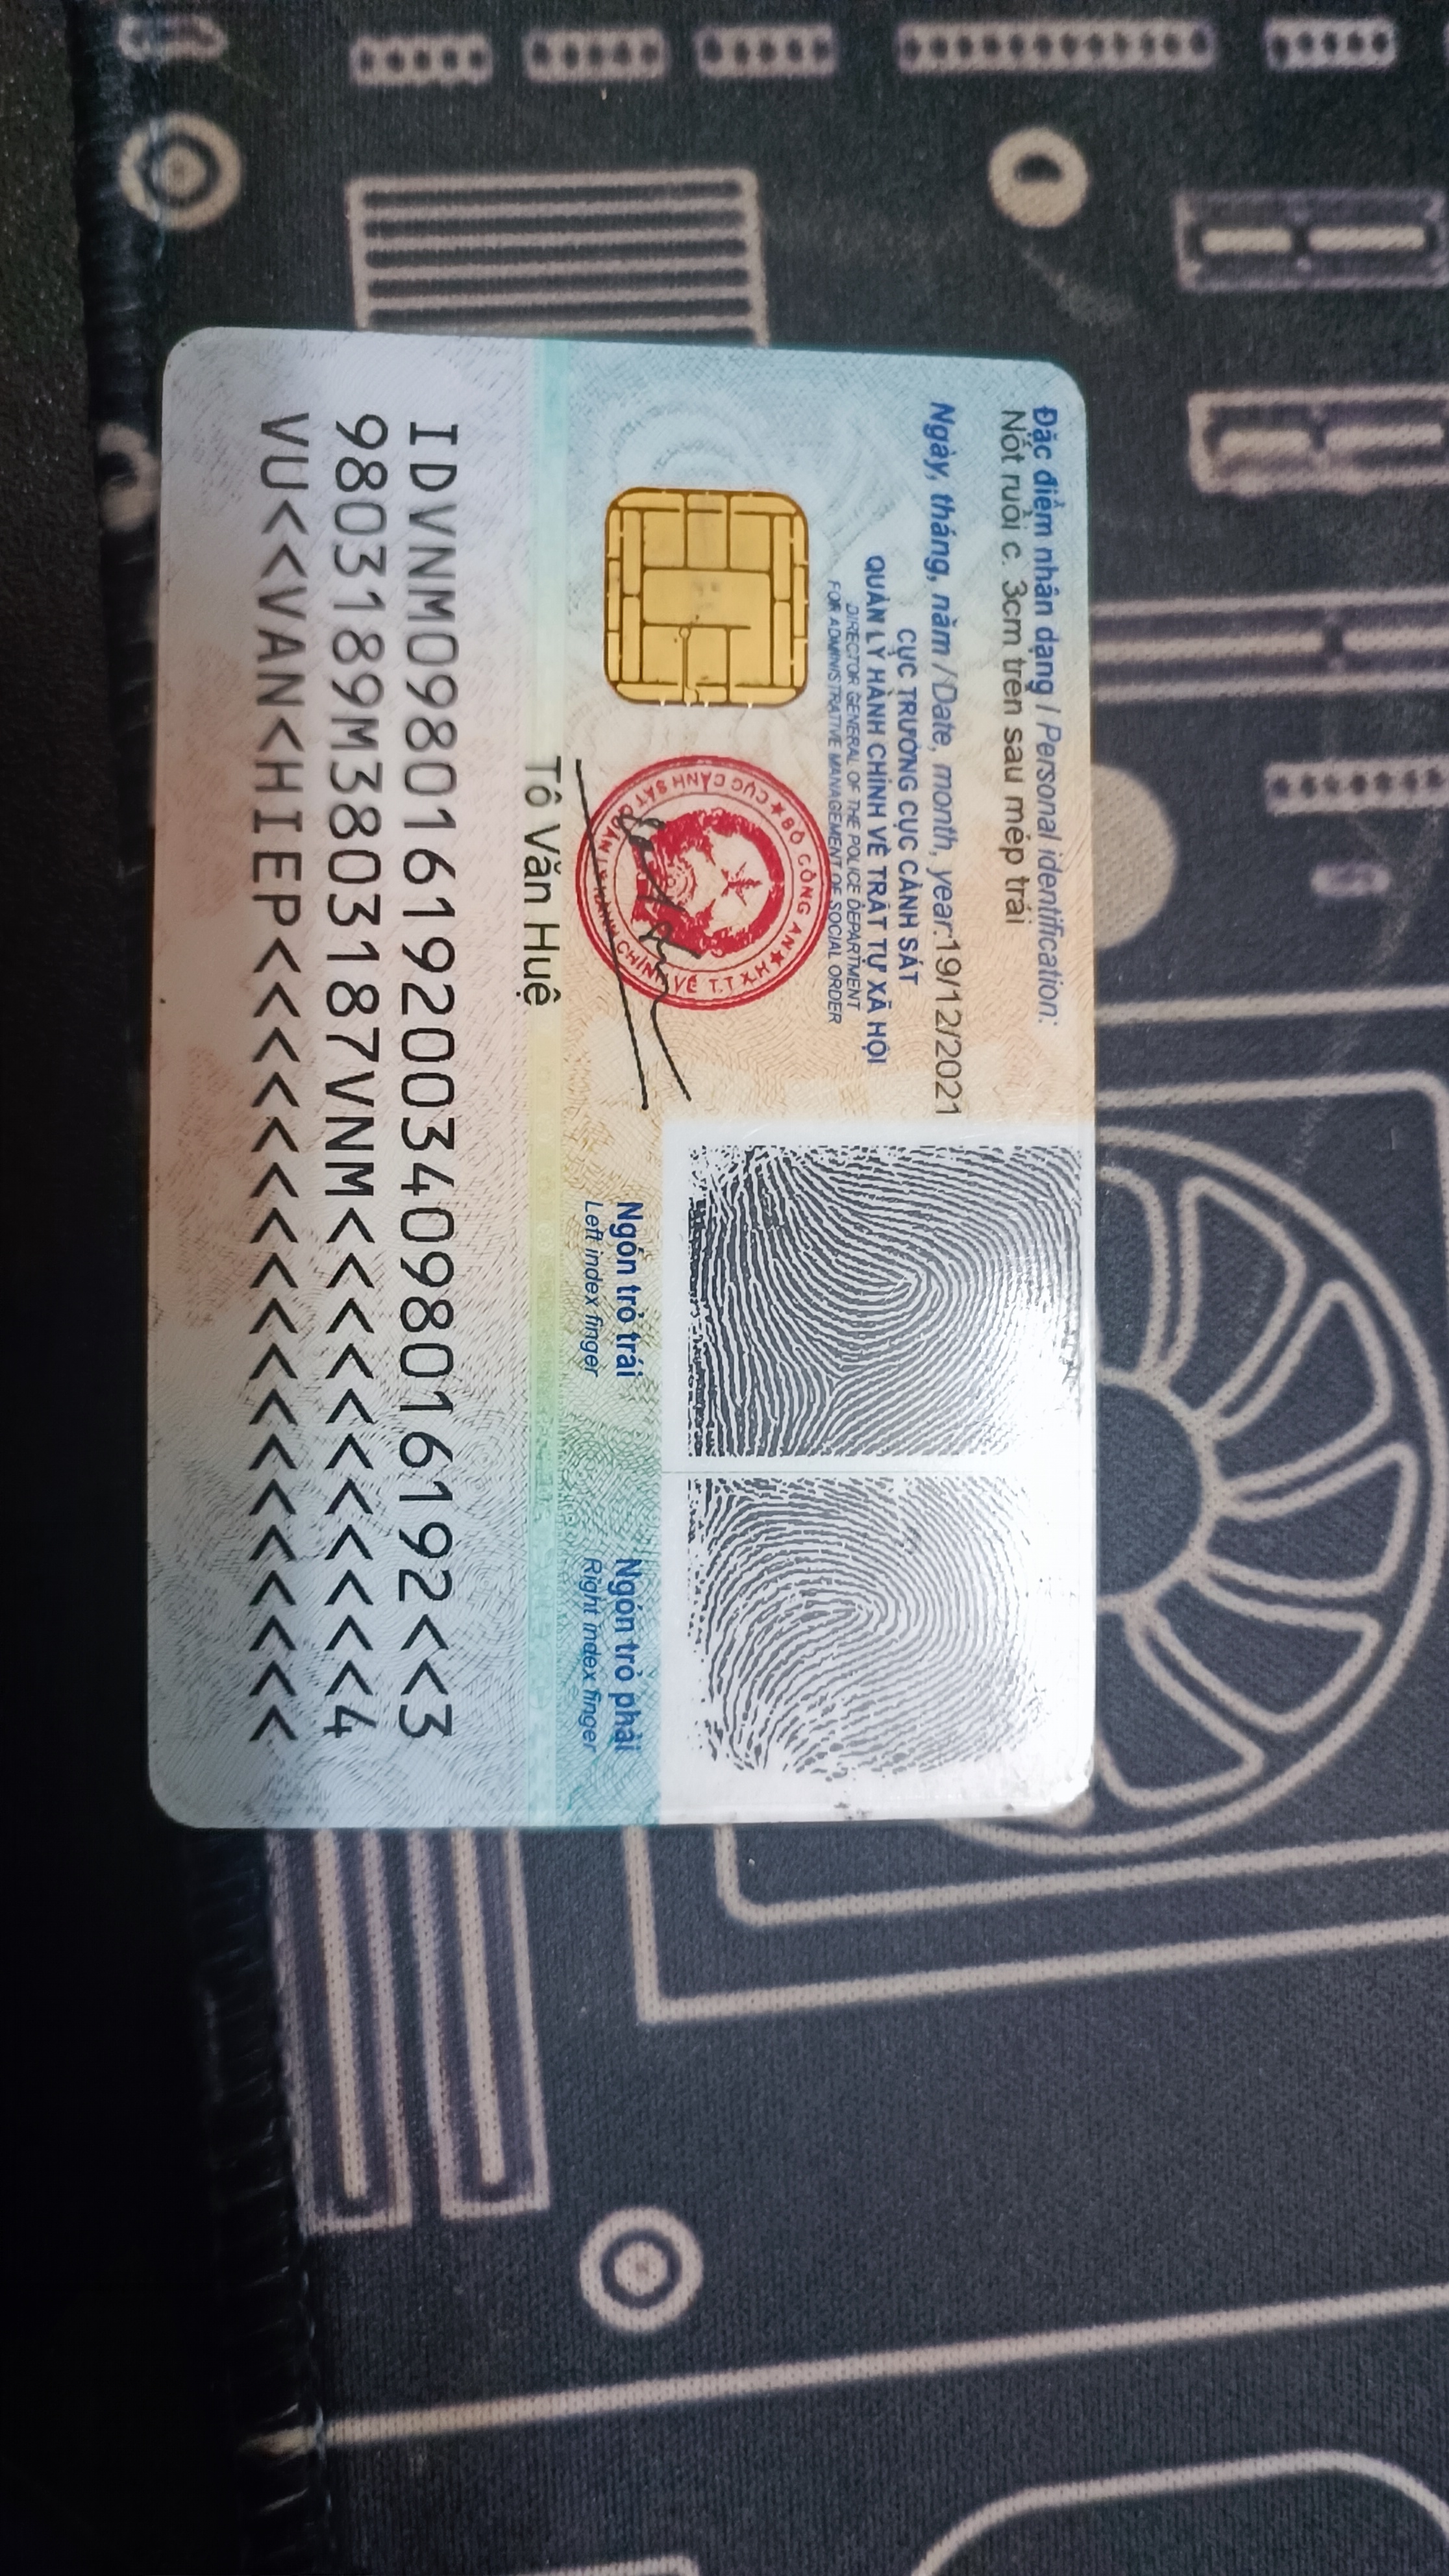 Đặc điểm nhân dạng / Personal identification:
Nốt ruồi c. 3cm trên sau mép trái
Ngày, tháng, năm / Date, month, year:19/12/2021
CỤC TRƯỞNG CỤC CẢNH SÁT
QUẢN LÝ HÀNH CHÍNH VỀ TRẬT TỰ XÃ HỘI
DIRECTOR GENERAL OF THE POLICE DEPARTMENT
FOR ADMINISTRATIVE MANAGEMENT OF SOCIAL ORDER
★ BỘ CÔNG AN ★
CỤC CẢNH SÁT QUẢN LÝ HÀNH CHÍNH VỀ T.T.X.H
Tô Văn Huệ
Ngón trỏ trái
Left index finger
Ngón trỏ phải
Right index finger
IDVNM0980161920034098016192<<3
9803189M3803187VNM<<<<<<<<<<<4
VU<<VAN<HIEP<<<<<<<<<<<<<<<<<<